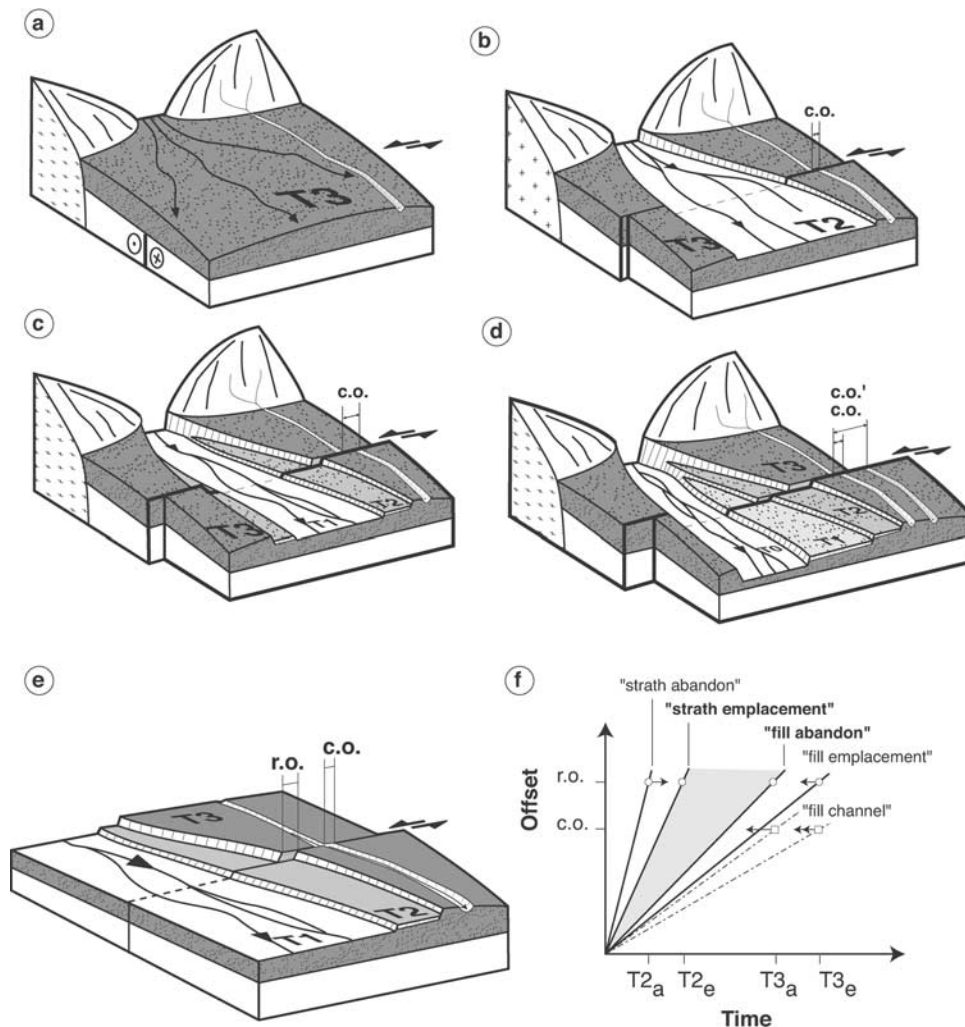 a
T3
b
c.o.
T3
T2
c
c.o.
T3
T1
T2
d
c.o.'
c.o.
T3
T2
T1
T0
e
r.o.
c.o.
T3
T2
T1
f
"strath abandon"
"strath emplacement"
"fill abandon"
"fill emplacement"
"fill channel"
Offset
r.o.
c.o.
T2a T2e T3a T3e
Time